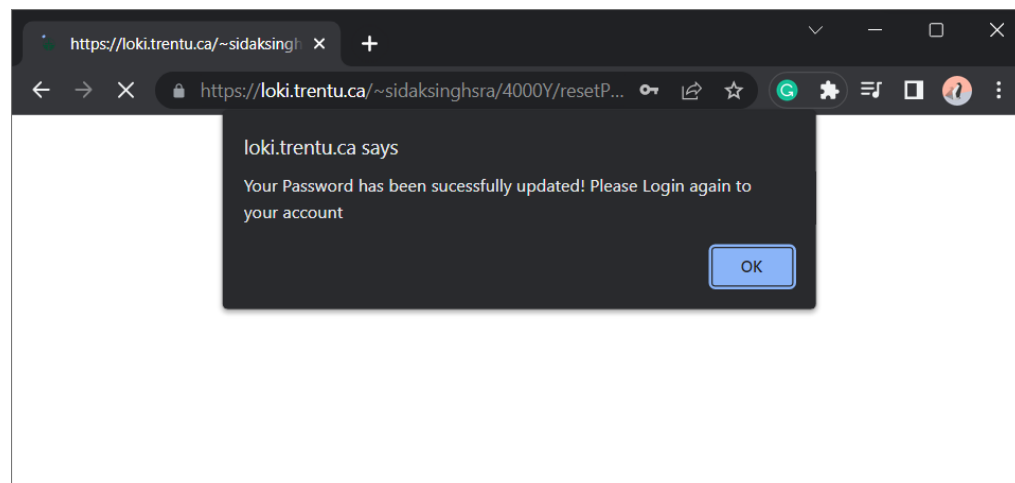 https://loki.trentu.ca/~sidaksingh
https://loki.trentu.ca/~sidaksinghsra/4000Y/resetP...
loki.trentu.ca says
Your Password has been sucessfully updated! Please Login again to
your account
OK